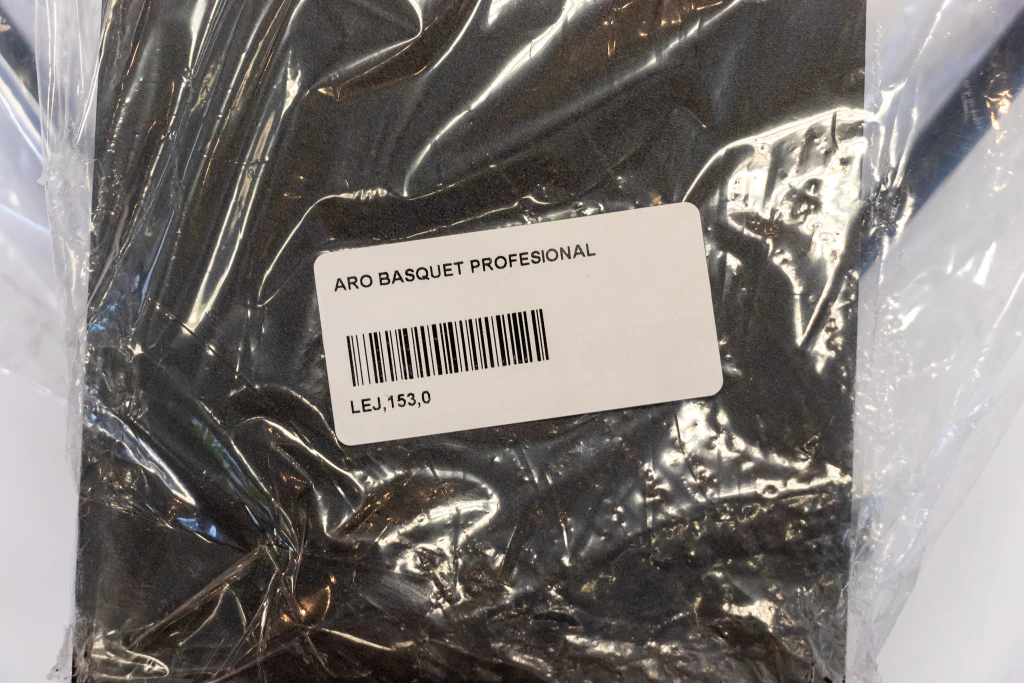 ARO BASQUET PROFESIONAL
LEJ,153,0